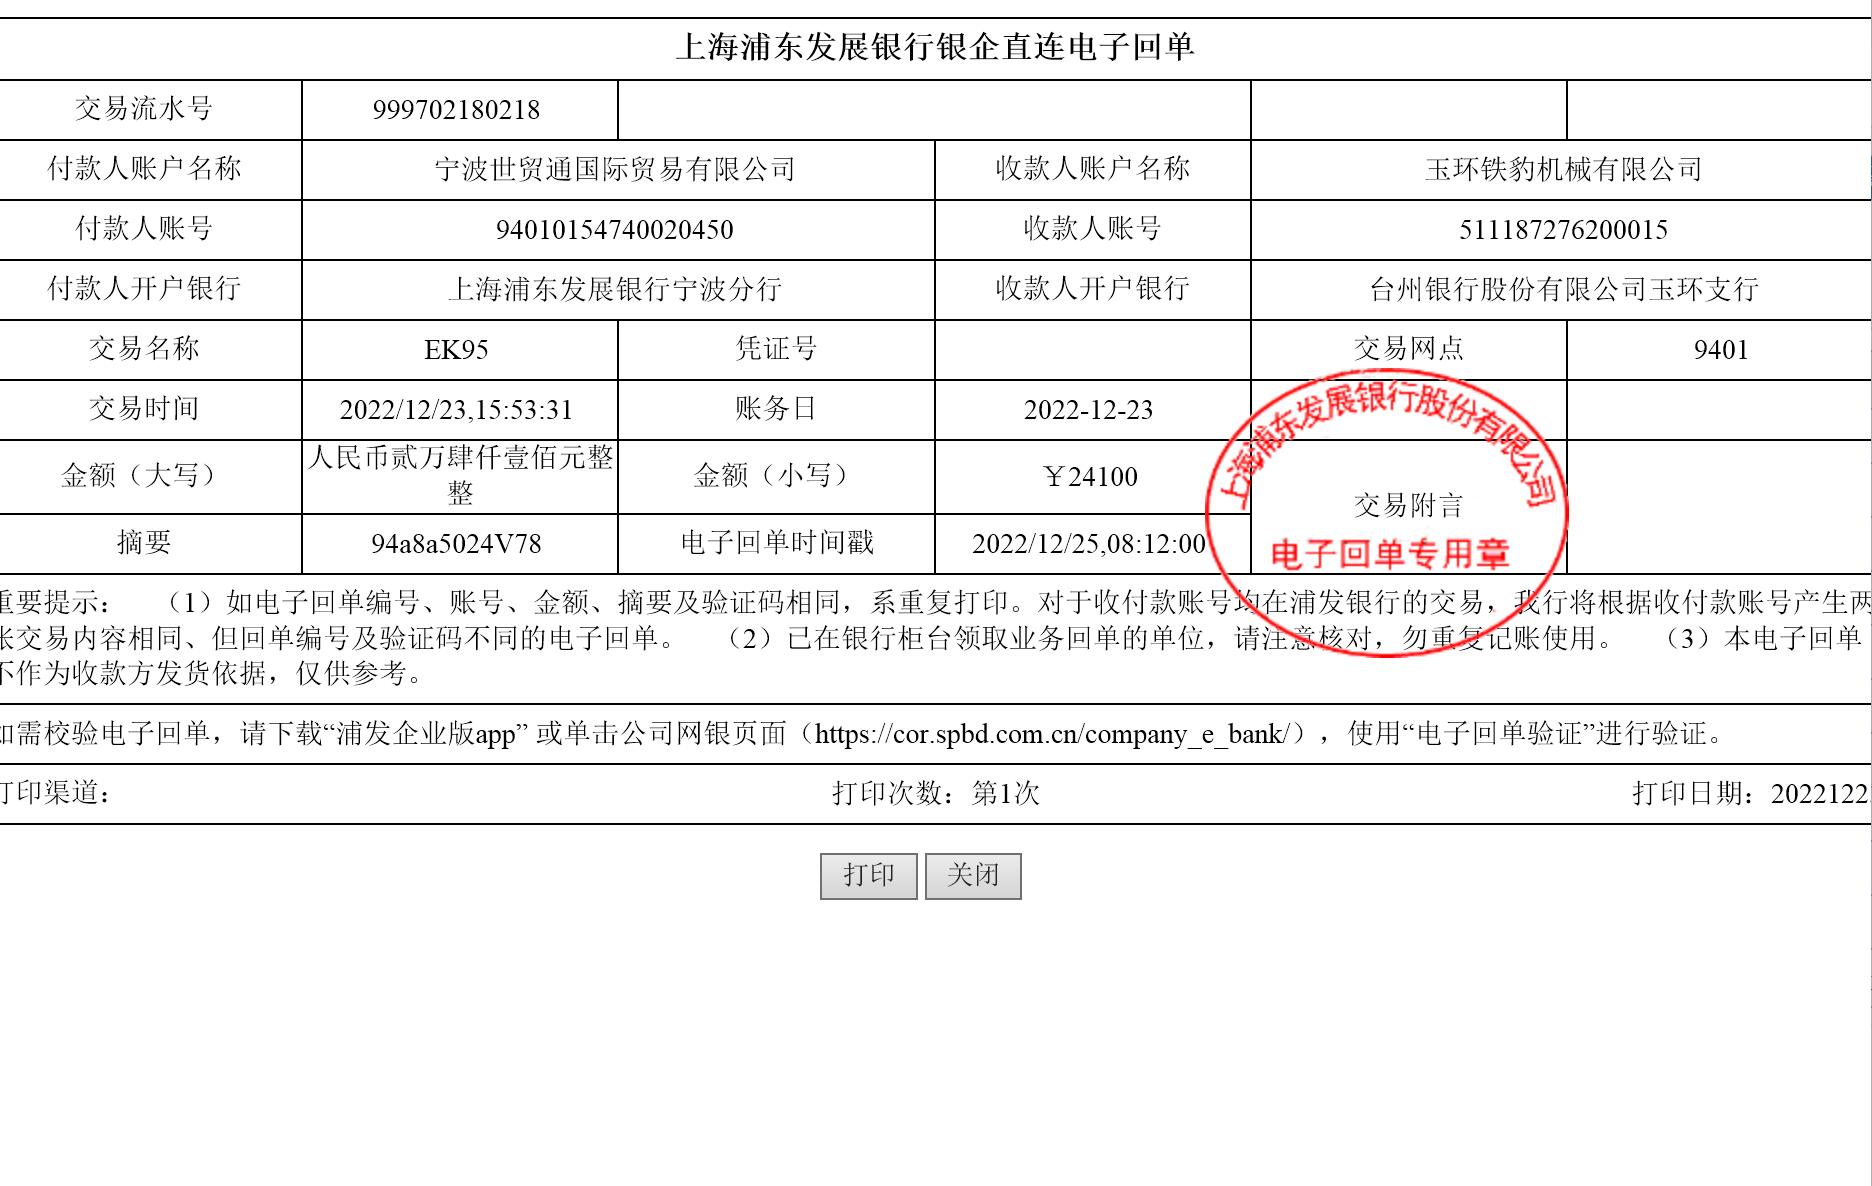 上海浦东发展银行银企直连电子回单
交易流水号 999702180218
付款人账户名称 宁波世贸通国际贸易有限公司 收款人账户名称 玉环铁豹机械有限公司
付款人账号 94010154740020450 收款人账号 511187276200015
付款人开户银行 上海浦东发展银行宁波分行 收款人开户银行 台州银行股份有限公司玉环支行
交易名称 EK95 凭证号 交易网点 9401
交易时间 2022/12/23,15:53:31 账务日 2022-12-23
上海浦东发展银行股份有限公司
金额（大写） 人民币贰万肆仟壹佰元整
整
金额（小写） ￥24100
交易附言
摘要 94a8a5024V78 电子回单时间戳 2022/12/25,08:12:00
电子回单专用章
重要提示： （1）如电子回单编号、账号、金额、摘要及验证码相同，系重复打印。对于收付款账号均在浦发银行的交易，我行将根据收付款账号产生两
张交易内容相同、但回单编号及验证码不同的电子回单。 （2）已在银行柜台领取业务回单的单位，请注意核对，勿重复记账使用。 （3）本电子回单
不作为收款方发货依据，仅供参考。
如需校验电子回单，请下载“浦发企业版app” 或单击公司网银页面（https://cor.spbd.com.cn/company_e_bank/），使用“电子回单验证”进行验证。
打印渠道： 打印次数：第1次 打印日期：2022122
打印 关闭